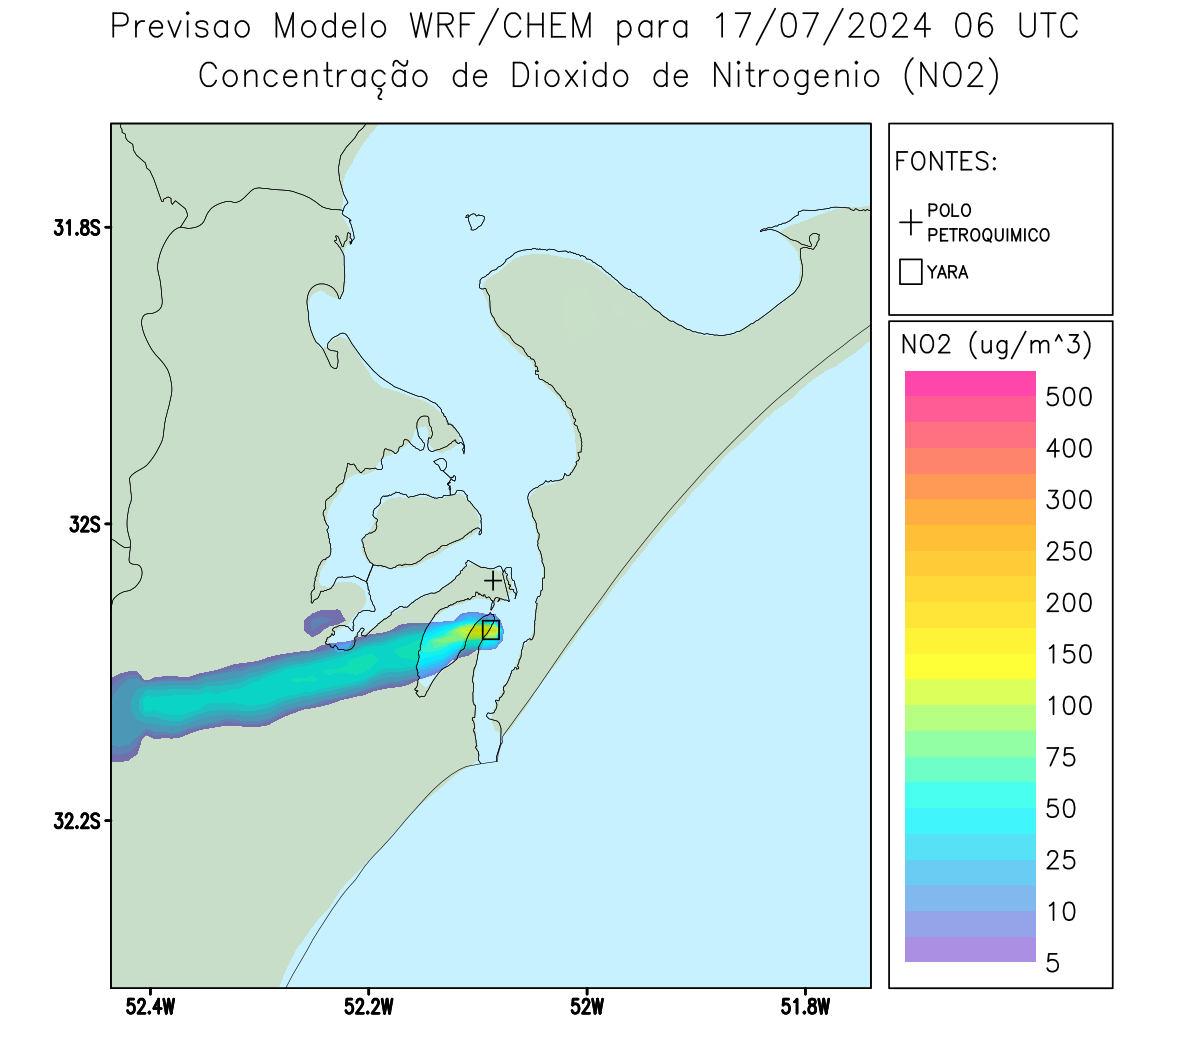 Previsao Modelo WRF/CHEM para 17/07/2024 06 UTC
Concentração de Dioxido de Nitrogenio (NO2)
FONTES:
POLO
PETROQUIMICO
YARA
31.8S
32S
32.2S
52.4W
52.2W
52W
51.8W
NO2 (ug/m^3)
500
400
300
250
200
150
100
75
50
25
10
5